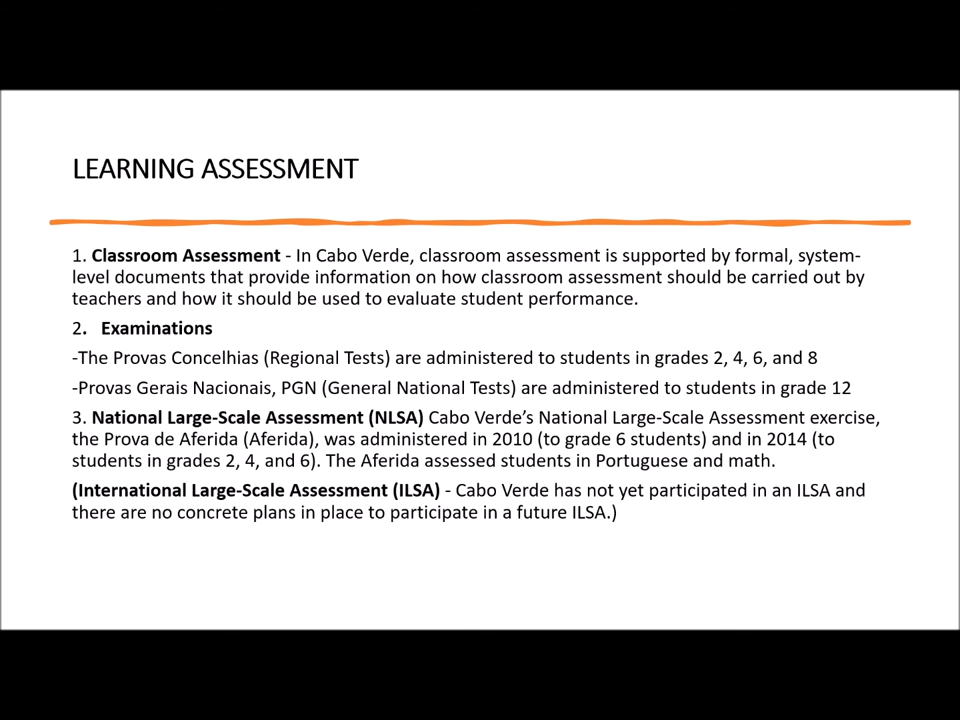 LEARNING ASSESSMENT
1. Classroom Assessment - In Cabo Verde, classroom assessment is supported by formal, system-
level documents that provide information on how classroom assessment should be carried out by
teachers and how it should be used to evaluate student performance.
2. Examinations
-The Provas Concelhias (Regional Tests) are administered to students in grades 2, 4, 6, and 8
-Provas Gerais Nacionais, PGN (General National Tests) are administered to students in grade 12
3. National Large-Scale Assessment (NLSA) Cabo Verde’s National Large-Scale Assessment exercise,
the Prova de Aferida (Aferida), was administered in 2010 (to grade 6 students) and in 2014 (to
students in grades 2, 4, and 6). The Aferida assessed students in Portuguese and math.
(International Large-Scale Assessment (ILSA) - Cabo Verde has not yet participated in an ILSA and
there are no concrete plans in place to participate in a future ILSA.)